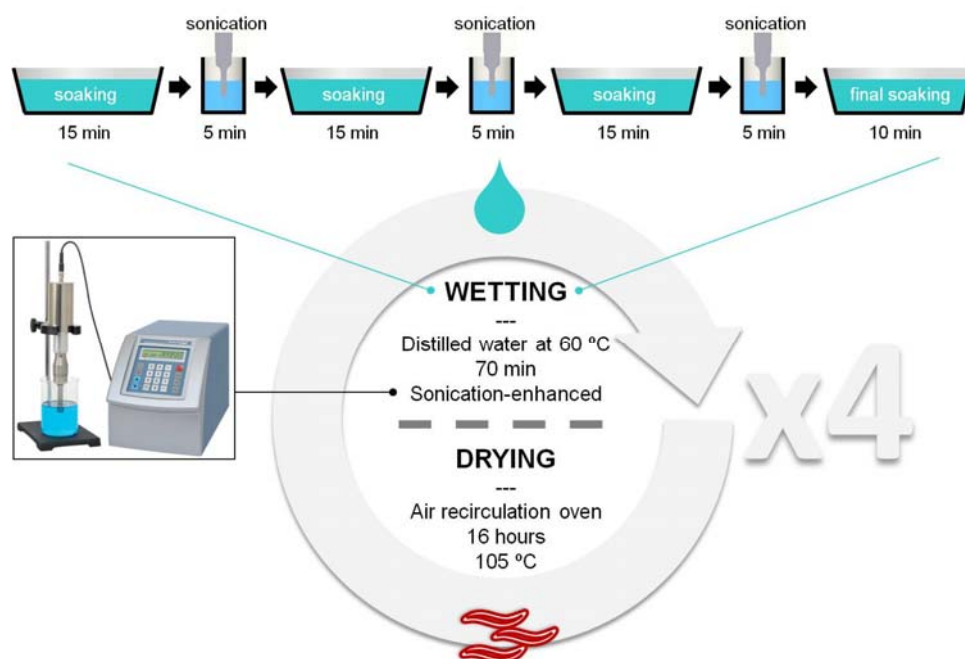 sonication
sonication
sonication
soaking
soaking
soaking
final soaking
15 min
5 min
15 min
5 min
15 min
5 min
10 min
WETTING
---
Distilled water at 60 ºC
70 min
Sonication-enhanced
DRYING
---
Air recirculation oven
16 hours
105 ºC
x4